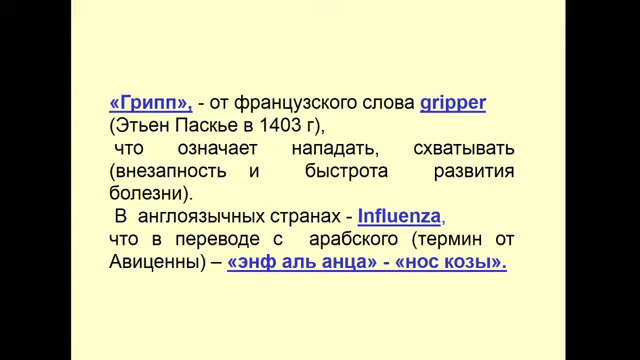 «Грипп», - от французского слова gripper
(Этьен Паскье в 1403 г),
что означает нападать, схватывать
(внезапность и быстрота развития
болезни).
В англоязычных странах - Influenza,
что в переводе с арабского (термин от
Авиценны) – «энф аль анца» - «нос козы».